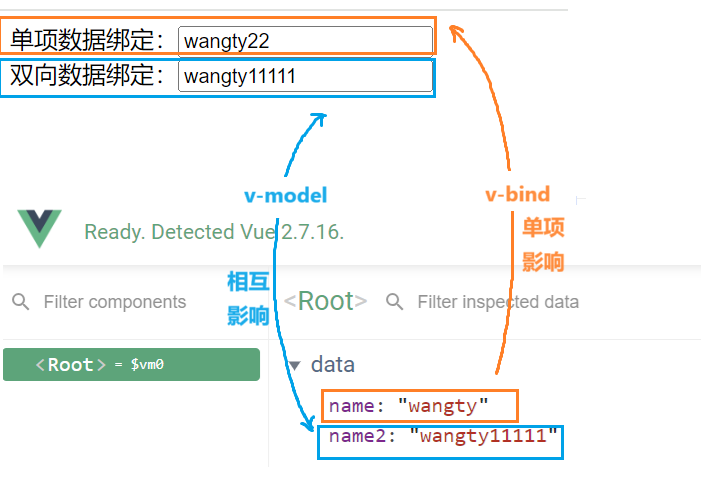 单项数据绑定： wangty22
双向数据绑定： wangty11111
v-model
v-bind
单项
影响
Ready. Detected Vue 2.7.16.
相互
影响
Filter components
<Root>
Filter inspected data
<Root> = $vm0
data
name: "wangty"
name2: "wangty11111"